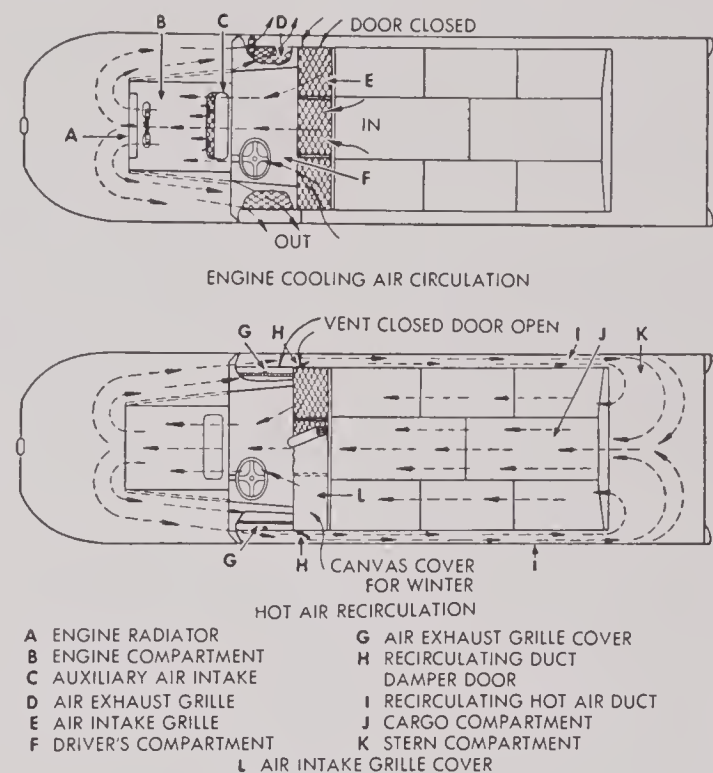 B C D DOOR CLOSED
E
IN
A
F
OUT
ENGINE COOLING AIR CIRCULATION
G H VENT CLOSED DOOR OPEN I J K
L
G H CANVAS COVER I
FOR WINTER
HOT AIR RECIRCULATION
A ENGINE RADIATOR
B ENGINE COMPARTMENT
C AUXILIARY AIR INTAKE
D AIR EXHAUST GRILLE
E AIR INTAKE GRILLE
F DRIVER'S COMPARTMENT
G AIR EXHAUST GRILLE COVER
H RECIRCULATING DUCT
DAMPER DOOR
I RECIRCULATING HOT AIR DUCT
J CARGO COMPARTMENT
K STERN COMPARTMENT
L AIR INTAKE GRILLE COVER